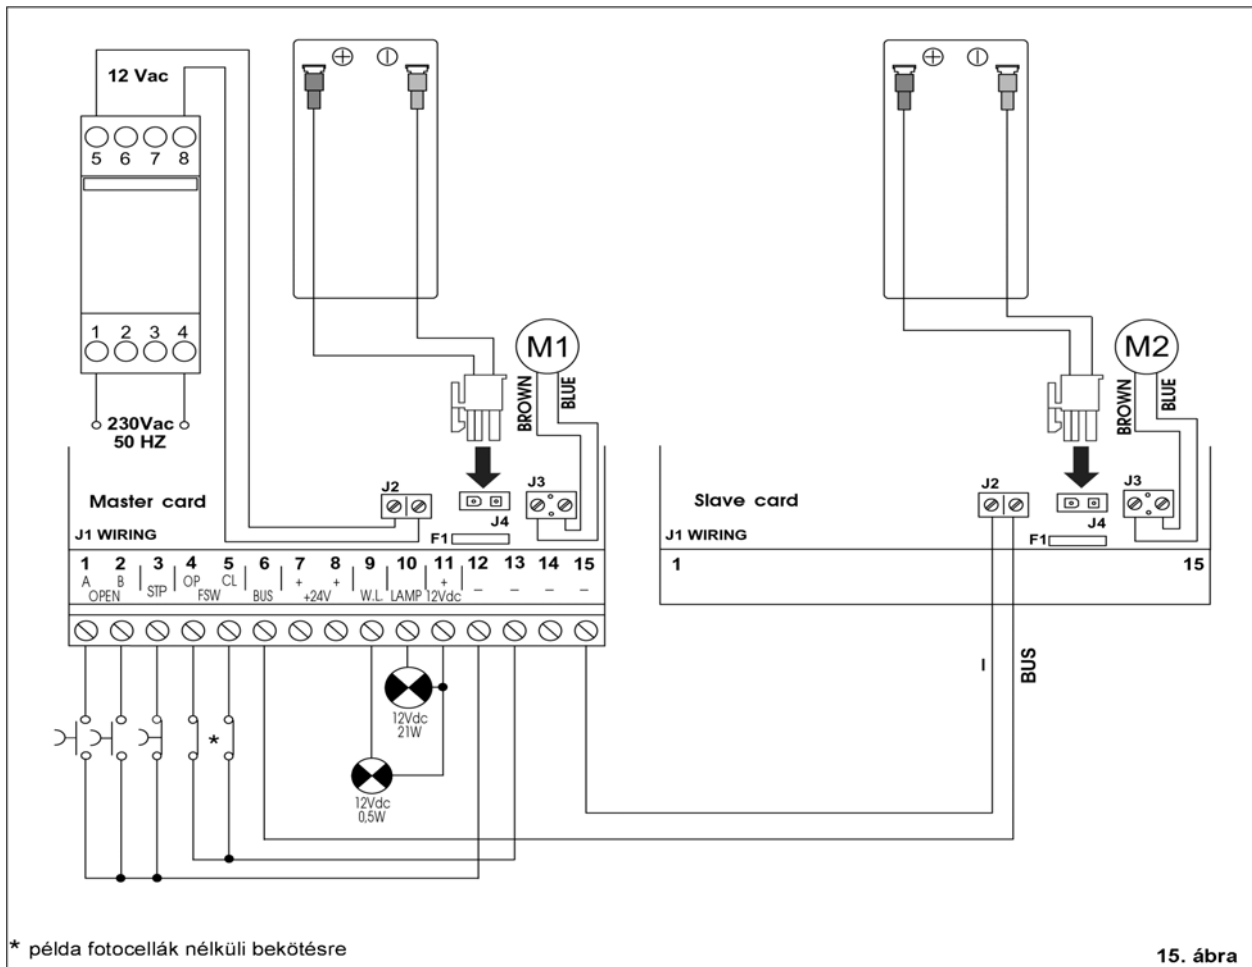 12 Vac
5 6 7 8
1 2 3 4
230Vac
50 HZ
+ −
M1
BROWN
BLUE
Master card
J2
J3
J4
F1
J1 WIRING
1 2 3 4 5 6 7 8 9 10 11 12 13 14 15
A B OP CL + + + − − − −
OPEN STP FSW BUS +24V W.L. LAMP 12Vdc
*
12Vdc
21W
12Vdc
0,5W
+ −
M2
BROWN
BLUE
Slave card
J2
J3
J4
F1
J1 WIRING
1 15
I
BUS
* példa fotocellák nélküli bekötésre
15. ábra